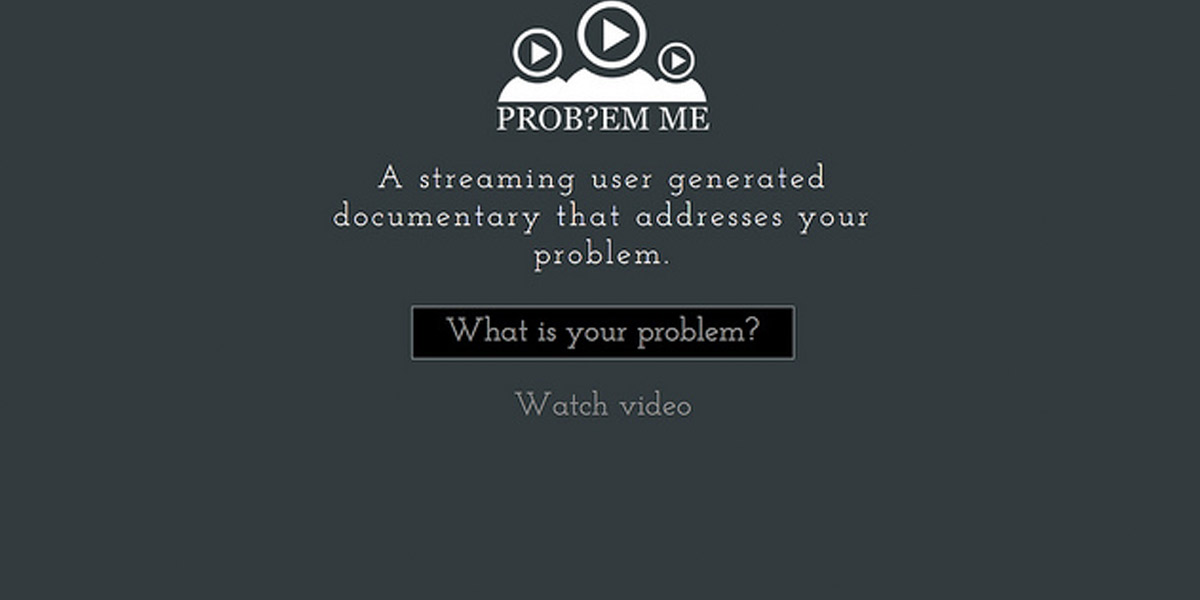 PROB?EM ME
A streaming user generated
documentary that addresses your
problem.
What is your problem?
Watch video